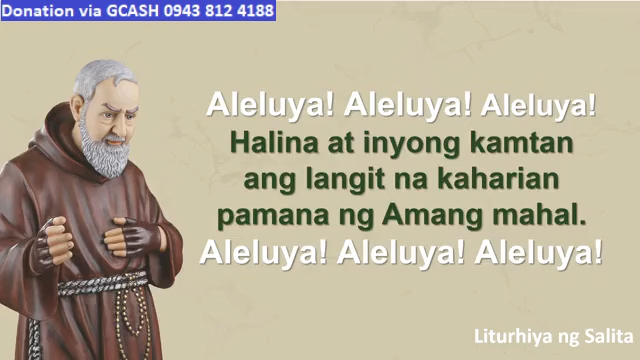 Donation via GCASH 0943 812 4188
Aleluya! Aleluya! Aleluya!
Halina at inyong kamtan
ang langit na kaharian
pamana ng Amang mahal.
Aleluya! Aleluya! Aleluya!
Liturhiya ng Salita